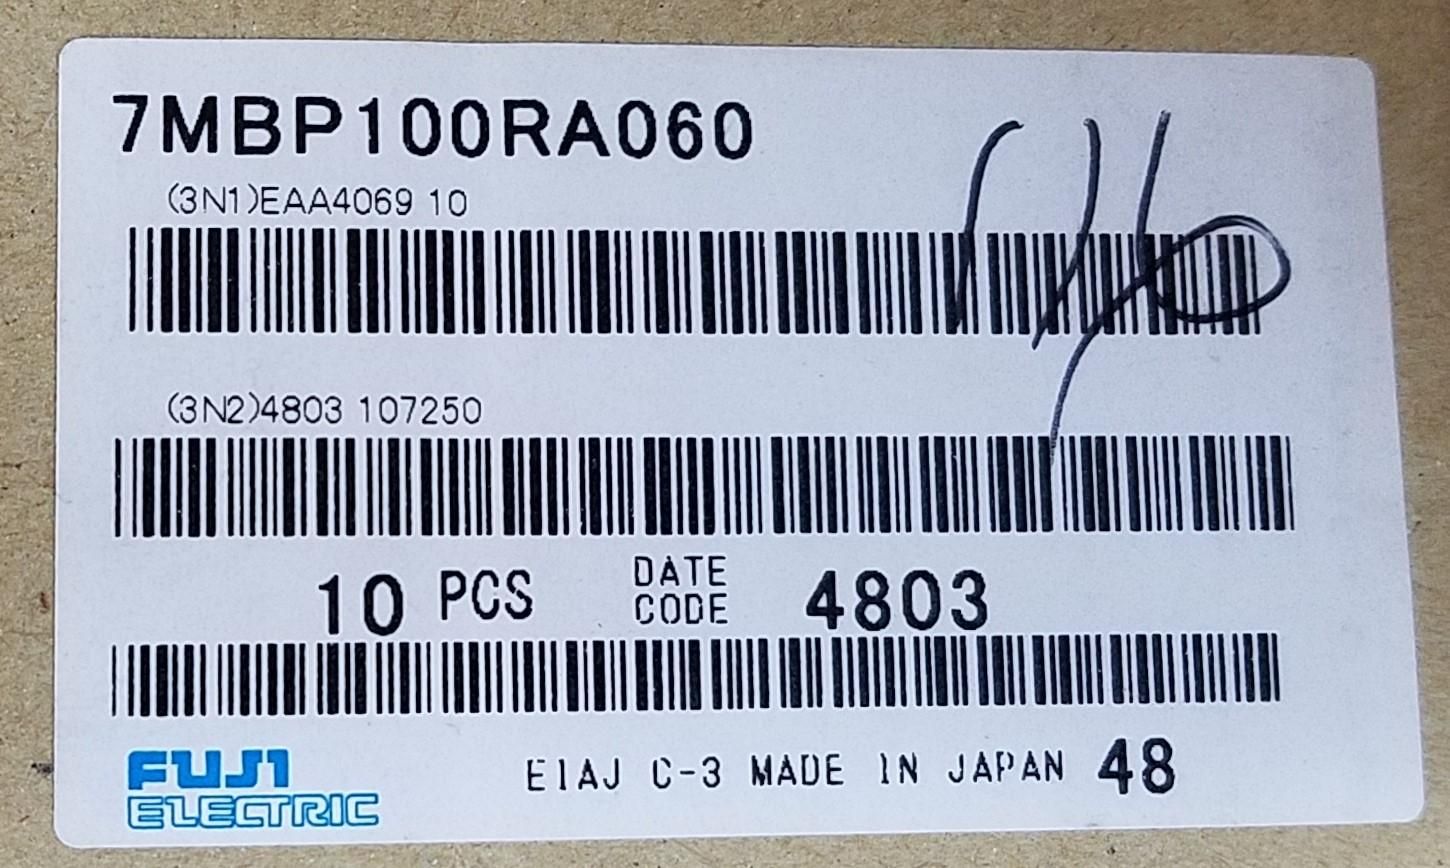 7MBP100RA060
(3N1)EAA4069 10
(3N2)4803 107250
10 PCS DATE CODE 4803
FUJI ELECTRIC
EIAJ C-3 MADE IN JAPAN 48